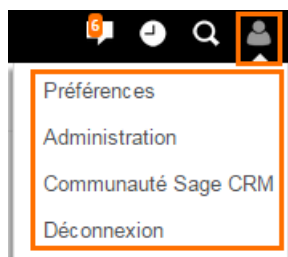 6
Préférences
Administration
Communauté Sage CRM
Déconnexion